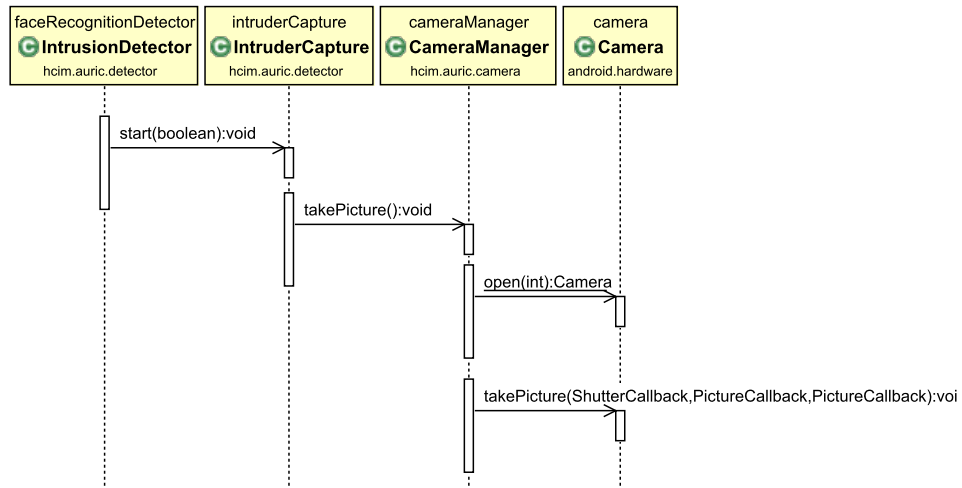 faceRecognitionDetector
C IntrusionDetector
hcim.auric.detector
intruderCapture
C IntruderCapture
hcim.auric.detector
cameraManager
C CameraManager
hcim.auric.camera
camera
C Camera
android.hardware
start(boolean):void
takePicture():void
open(int):Camera
takePicture(ShutterCallback,PictureCallback,PictureCallback):voi